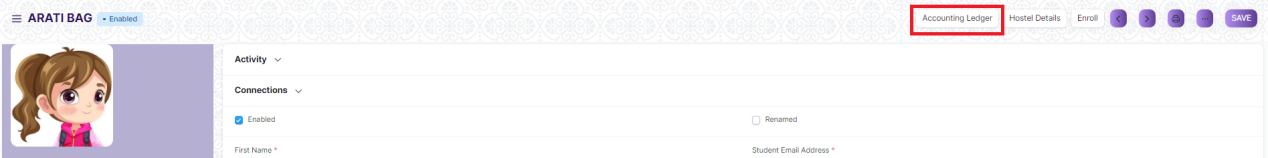 ARATI BAG • Enabled Accounting Ledger Hostel Details Enroll SAVE
Activity
Connections
Enabled Renamed
First Name * Student Email Address *